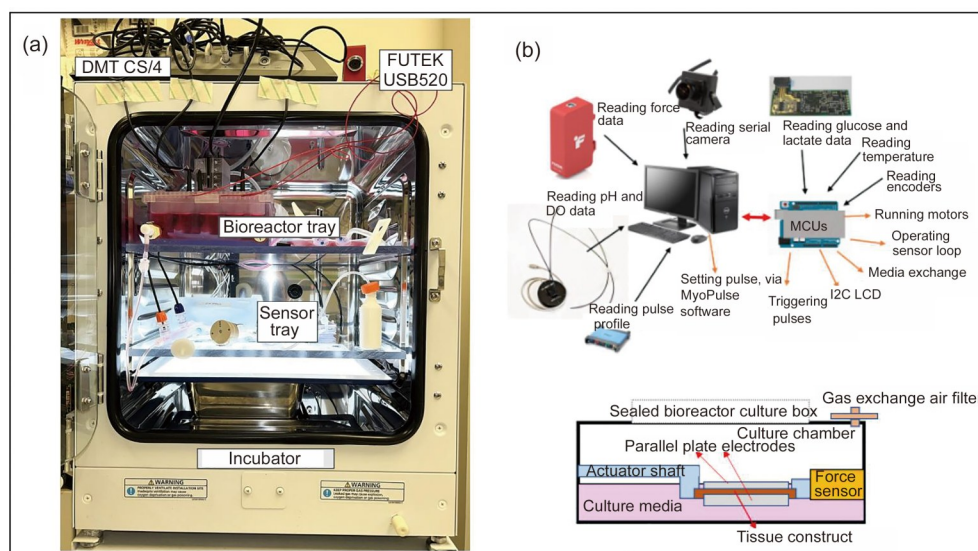 (a)
DMT CS/4
FUTEK
USB520
Bioreactor tray
Sensor
tray
Incubator
WARNING
WARNING
(b)
Reading force
data
Reading serial
camera
Reading glucose and
lactate data
Reading
temperature
Reading
encoders
Reading pH and
DO data
MCUs
Running motors
Operating
sensor loop
Media exchange
I2C LCD
Triggering
pulses
Setting pulse, via
MyoPulse
software
Reading pulse
profile
Gas exchange air filte
Sealed bioreactor culture box
Culture chamber
Parallel plate electrodes
Actuator shaft
Force
sensor
Culture media
Tissue construct